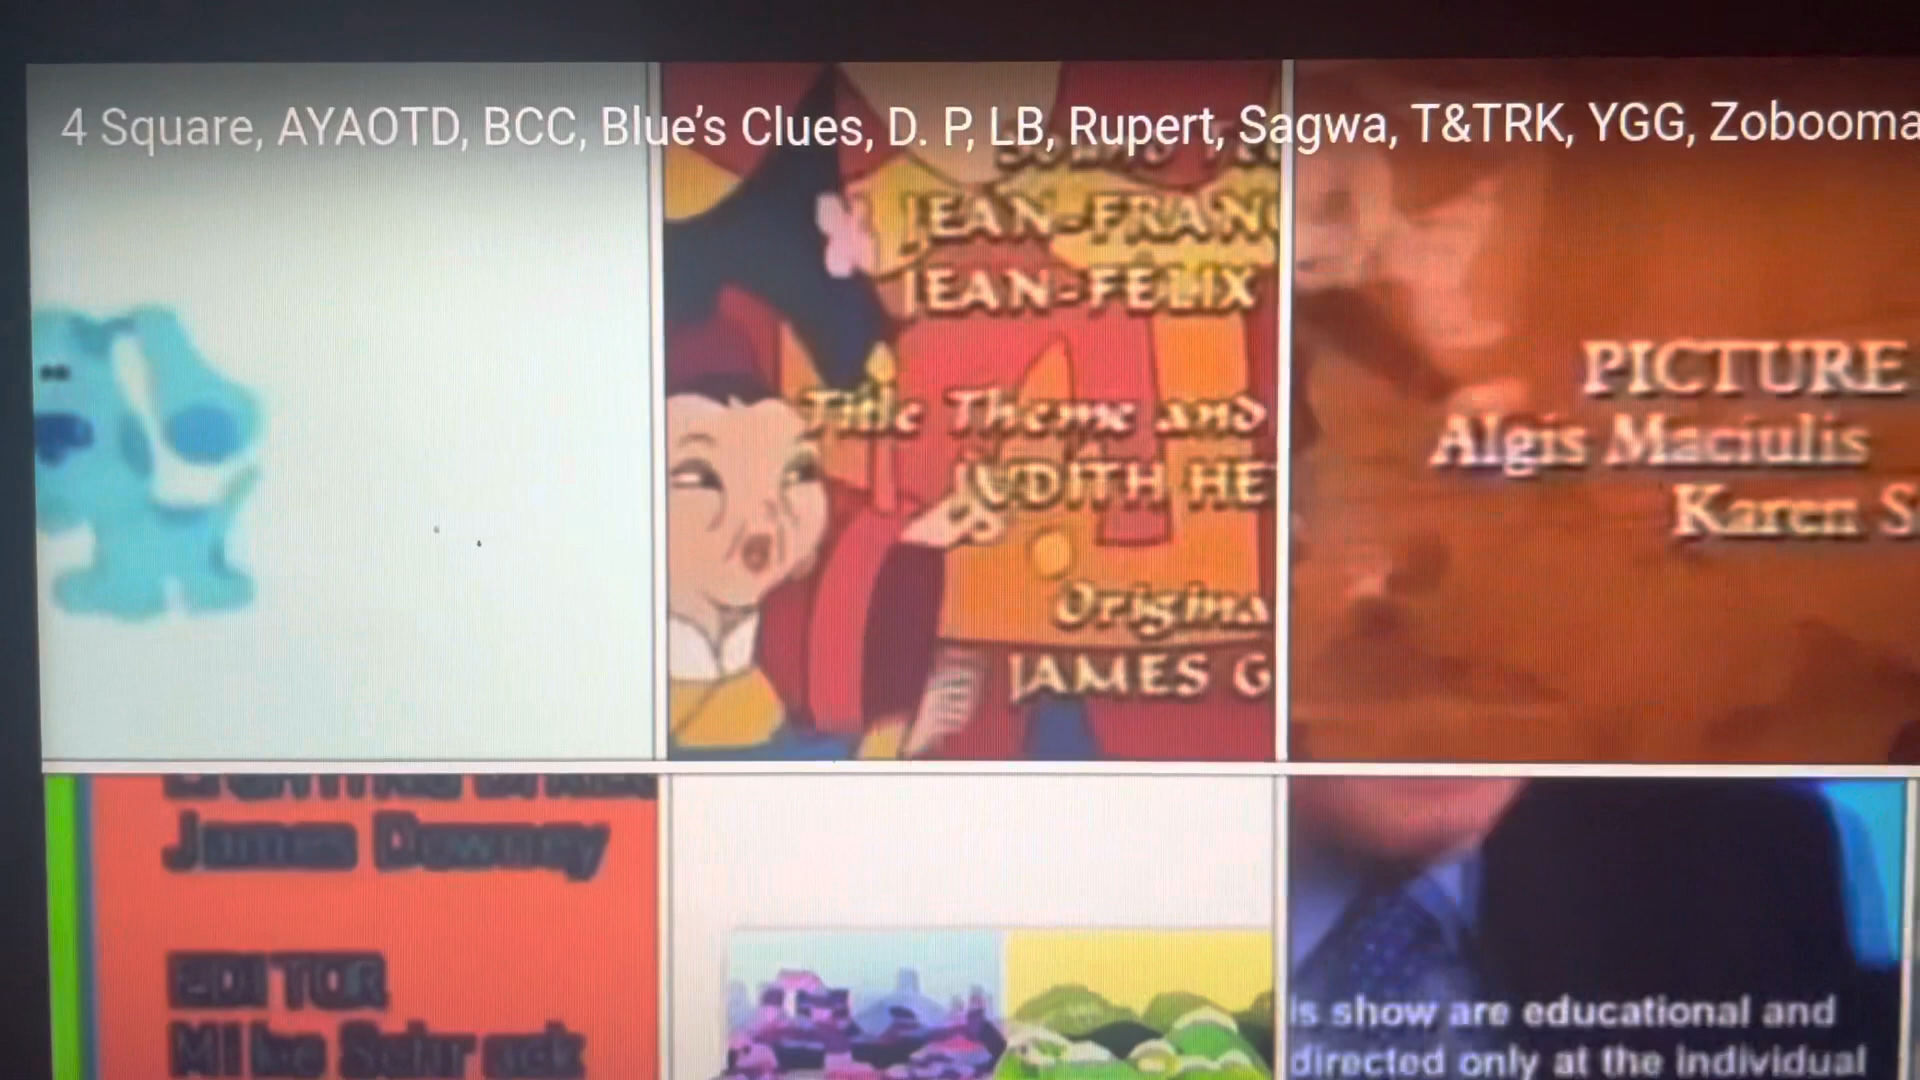 4 Square, AYAOTD, BCC, Blue’s Clues, D. P, LB, Rupert, Sagwa, T&TRK, YGG, Zobooma
JEAN-FRANÇ
JEAN-FÉLIX
Title Theme and
JUDITH HE
Origina
JAMES G
PICTURE
Algis Maciulis
Karen S
James Downey
EDITOR
is show are educational and
directed only at the individual